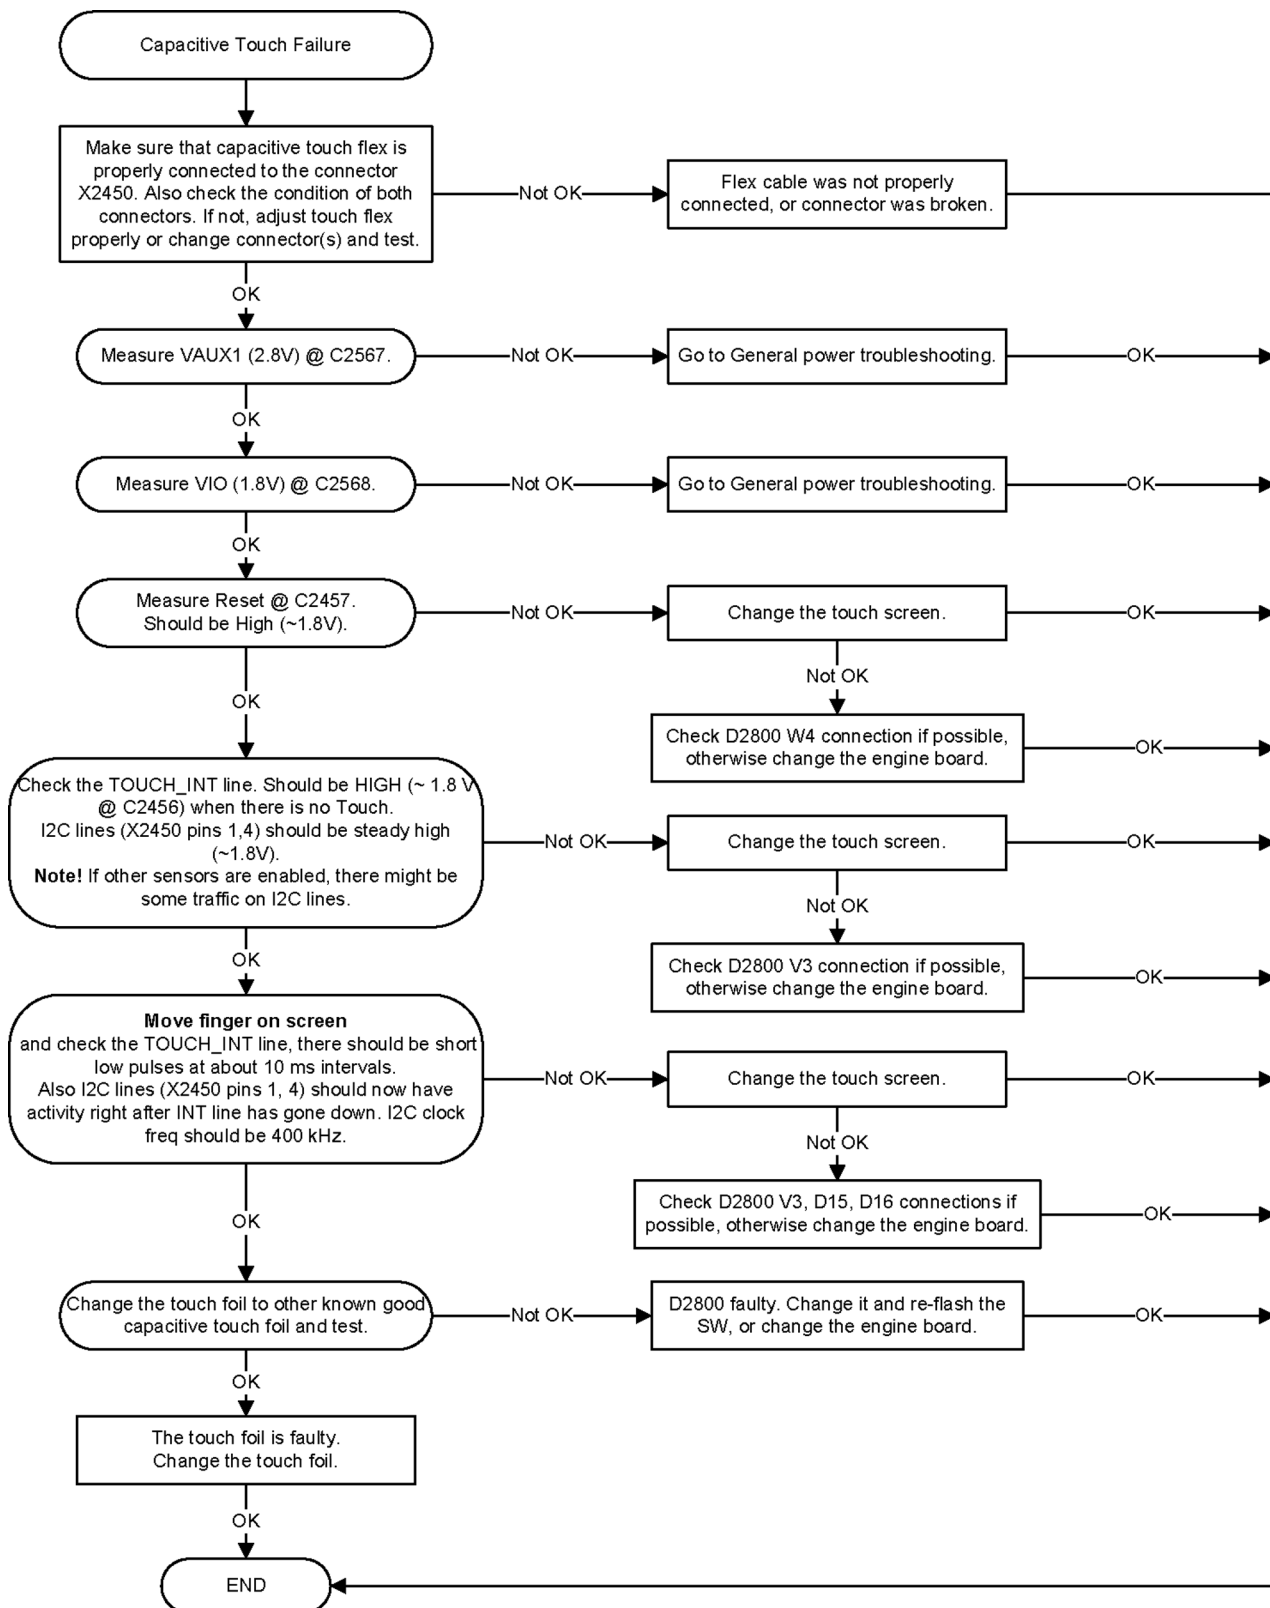 Capacitive Touch Failure
Make sure that capacitive touch flex is
properly connected to the connector
X2450. Also check the condition of both
connectors. If not, adjust touch flex
properly or change connector(s) and test.
Not OK
Flex cable was not properly
connected, or connector was broken.
OK
Measure VAUX1 (2.8V) @ C2567.
Not OK
Go to General power troubleshooting.
OK
OK
Measure VIO (1.8V) @ C2568.
Not OK
Go to General power troubleshooting.
OK
OK
Measure Reset @ C2457.
Should be High (~1.8V).
Not OK
Change the touch screen.
OK
Not OK
OK
Check D2800 W4 connection if possible,
otherwise change the engine board.
OK
Check the TOUCH_INT line. Should be HIGH (~ 1.8 V
@ C2456) when there is no Touch.
I2C lines (X2450 pins 1,4) should be steady high
(~1.8V).
Note! If other sensors are enabled, there might be
some traffic on I2C lines.
Not OK
Change the touch screen.
OK
Not OK
OK
Check D2800 V3 connection if possible,
otherwise change the engine board.
OK
Move finger on screen
and check the TOUCH_INT line, there should be short
low pulses at about 10 ms intervals.
Also I2C lines (X2450 pins 1, 4) should now have
activity right after INT line has gone down. I2C clock
freq should be 400 kHz.
Not OK
Change the touch screen.
OK
Not OK
Check D2800 V3, D15, D16 connections if
possible, otherwise change the engine board.
OK
OK
Change the touch foil to other known good
capacitive touch foil and test.
Not OK
D2800 faulty. Change it and re-flash the
SW, or change the engine board.
OK
OK
The touch foil is faulty.
Change the touch foil.
OK
END